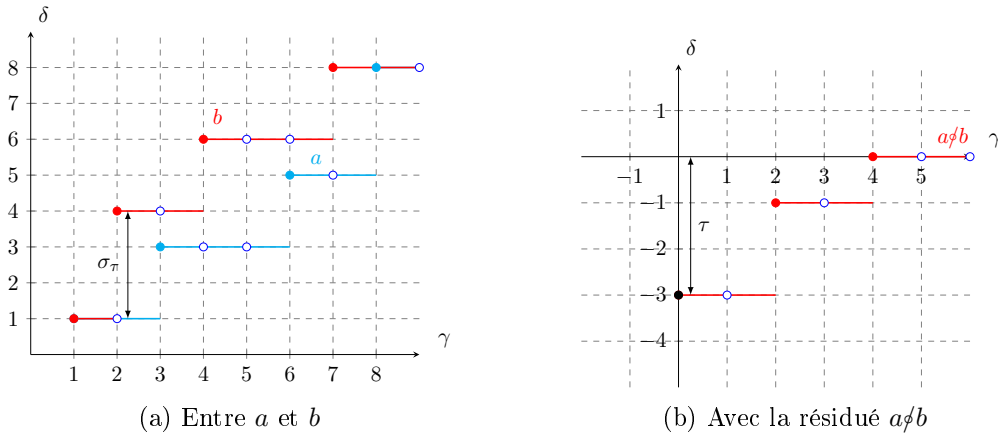 δ
8
7
6
5
4
3
2
1
b
a
σ_τ
γ
1 2 3 4 5 6 7 8
(a) Entre a et b
δ
1
a∮b
γ
−1 1 2 3 4 5
−1
τ
−2
−3
−4
(b) Avec la résidué a∮b